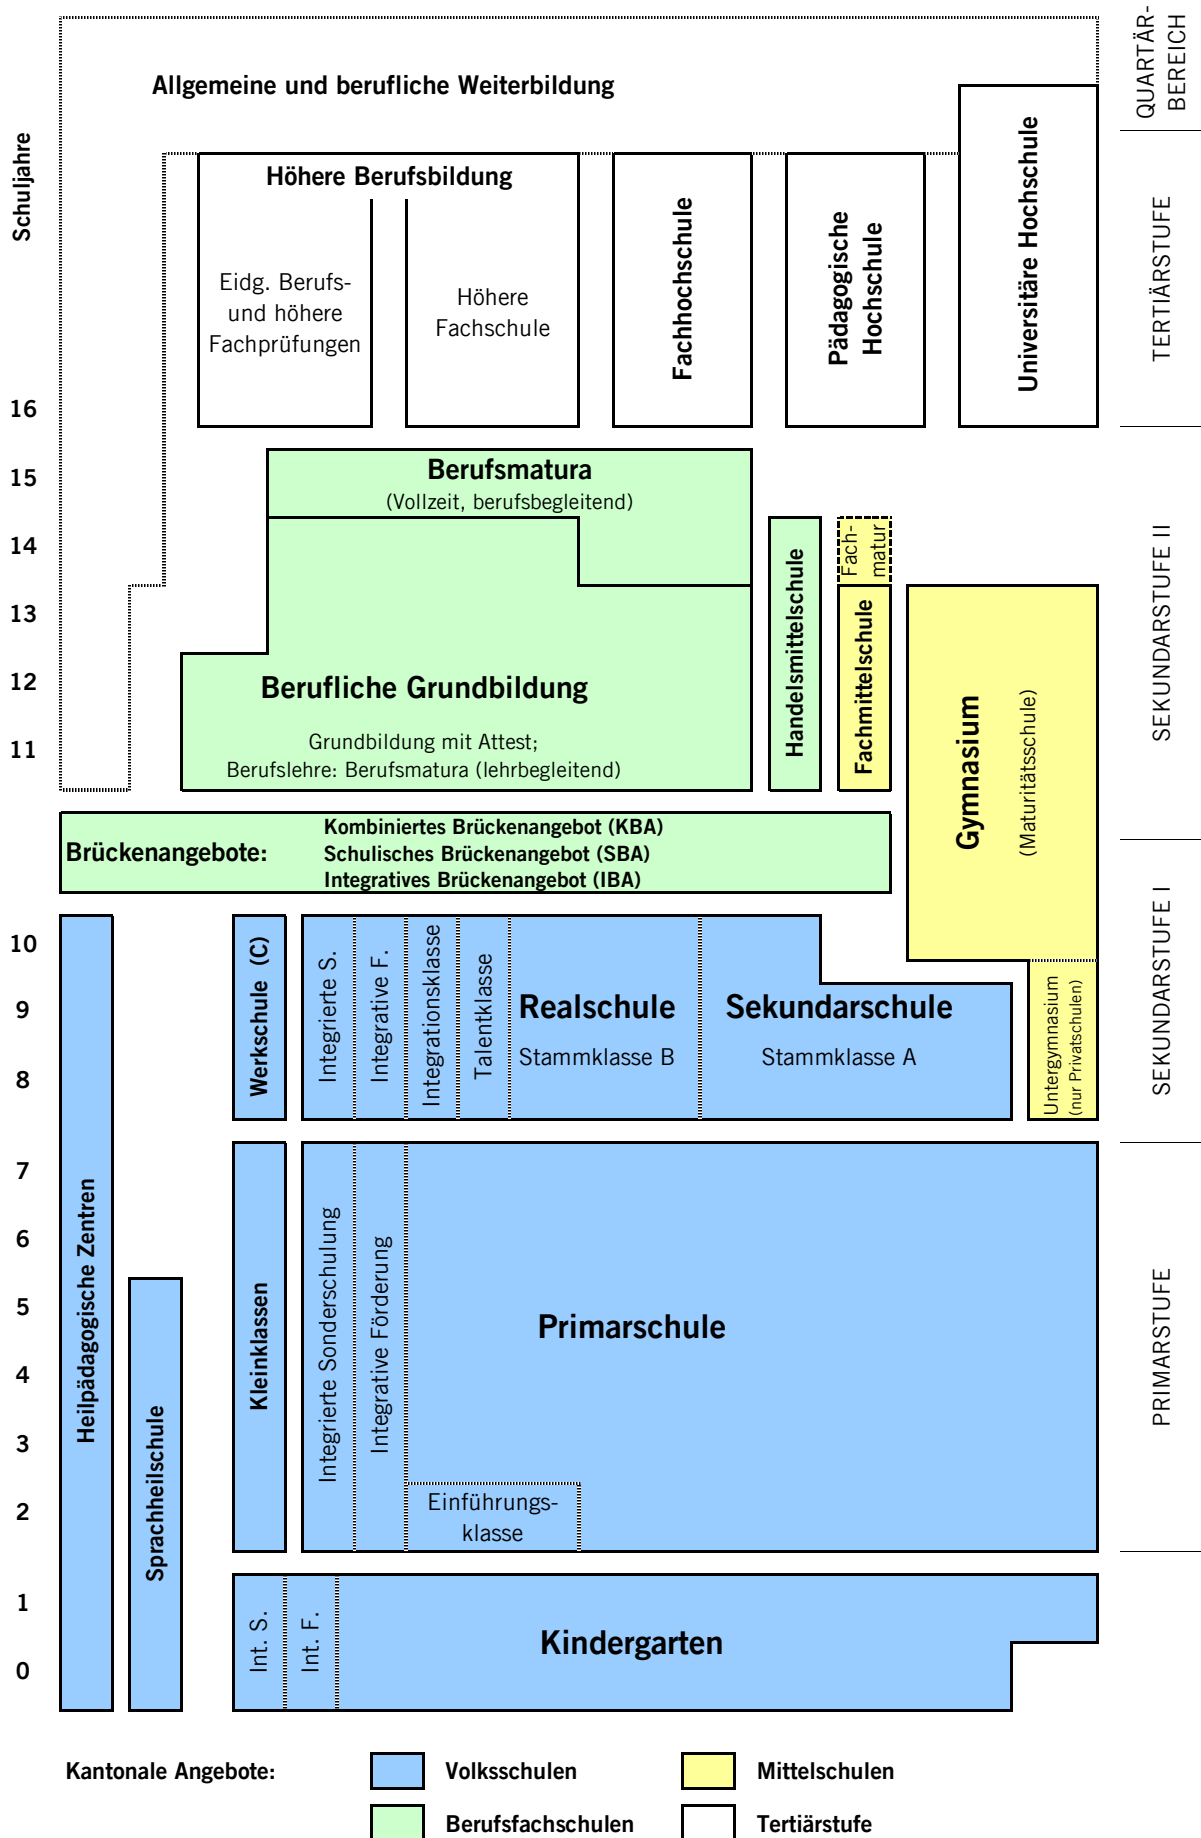 QUARTÄR-
BEREICH
Allgemeine und berufliche Weiterbildung
Schuljahre
Höhere Berufsbildung
Eidg. Berufs-
und höhere
Fachprüfungen
Höhere
Fachschule
Fachhochschule
Pädagogische
Hochschule
Universitäre Hochschule
TERTIÄRSTUFE
16
15
14
13
12
11
Berufsmatura
(Vollzeit, berufsbegleitend)
Berufliche Grundbildung
Grundbildung mit Attest;
Berufslehre: Berufsmatura (lehrbegleitend)
Handelsmittelschule
Fach-
matur
Fachmittelschule
Gymnasium
(Maturitätsschule)
SEKUNDARSTUFE II
Brückenangebote:
Kombiniertes Brückenangebot (KBA)
Schulisches Brückenangebot (SBA)
Integratives Brückenangebot (IBA)
10
9
8
Werkschule (C)
Integrierte S.
Integrative F.
Integrationsklasse
Talentklasse
Realschule
Stammklasse B
Sekundarschule
Stammklasse A
Untergymnasium
(nur Privatschulen)
SEKUNDARSTUFE I
7
6
5
4
3
2
Heilpädagogische Zentren
Sprachheilschule
Kleinklassen
Integrierte Sonderschulung
Integrative Förderung
Primarschule
Einführungs-
klasse
PRIMARSTUFE
1
0
Int. S.
Int. F.
Kindergarten
Kantonale Angebote:
Volksschulen
Mittelschulen
Berufsfachschulen
Tertiärstufe